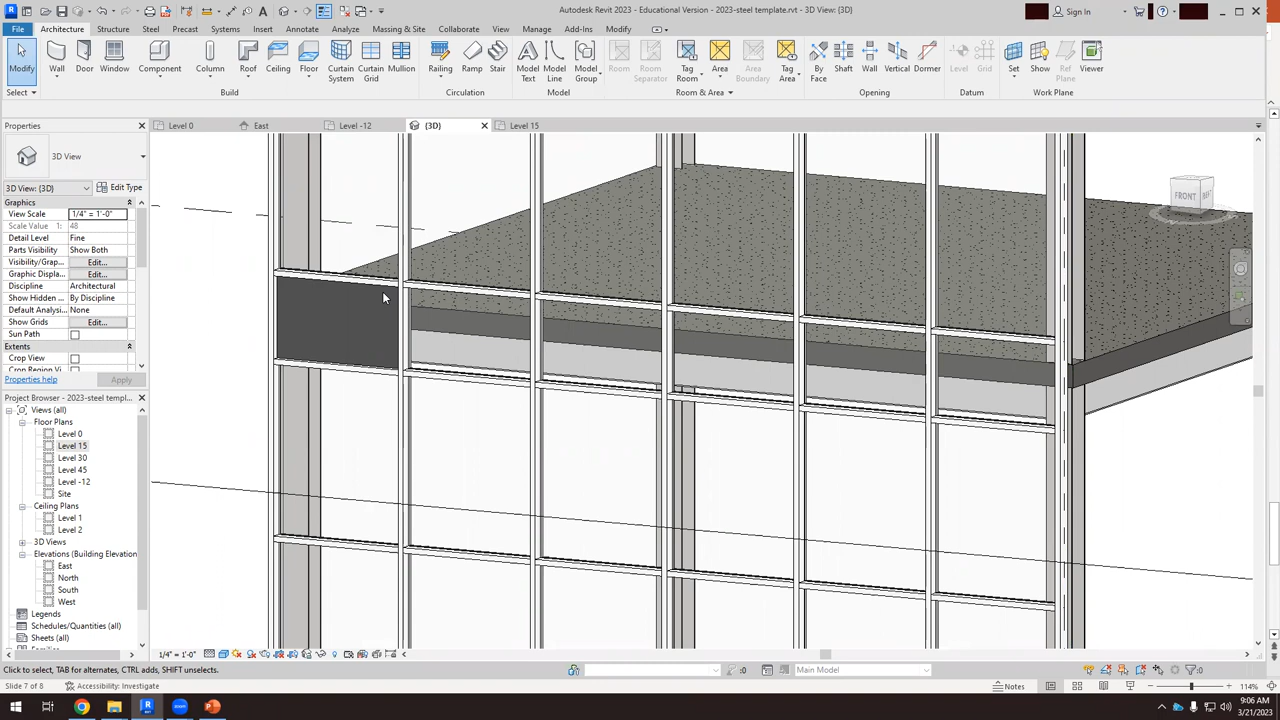 Autodesk Revit 2023 - Educational Version - 2023-steel template.rvt - 3D View: {3D}
Sign In
File Architecture Structure Steel Precast Systems Insert Annotate Analyze Massing & Site Collaborate View Manage Add-Ins Modify
Modify Wall Door Window Component Column Roof Ceiling Floor Curtain System Curtain Grid Mullion Railing Ramp Stair Model Text Model Line Model Group Room Room Separator Tag Room Area Area Boundary Tag Area By Face Shaft Wall Vertical Dormer Level Grid Set Show Ref Plane Viewer
Select Build Circulation Model Room & Area Opening Datum Work Plane
Properties
Level 0 East Level -12 {3D} Level 15
3D View
3D View: {3D} Edit Type
Graphics
View Scale 1/4" = 1'-0"
Scale Value 1: 48
Detail Level Fine
Parts Visibility Show Both
Visibility/Grap... Edit...
Graphic Displa... Edit...
Discipline Architectural
Show Hidden ... By Discipline
Default Analysi... None
Show Grids Edit...
Sun Path
Extents
Crop View
Crop Region Vi
Properties help Apply
Project Browser - 2023-steel templ...
Views (all)
Floor Plans
Level 0
Level 15
Level 30
Level 45
Level -12
Site
Ceiling Plans
Level 1
Level 2
3D Views
Elevations (Building Elevation
East
North
South
West
Legends
Schedules/Quantities (all)
Sheets (all)
FRONT
1/4" = 1'-0"
Click to select, TAB for alternates, CTRL adds, SHIFT unselects.
:0 Main Model :0
Slide 7 of 8 Accessibility: Investigate Notes 114%
9:06 AM
3/21/2023